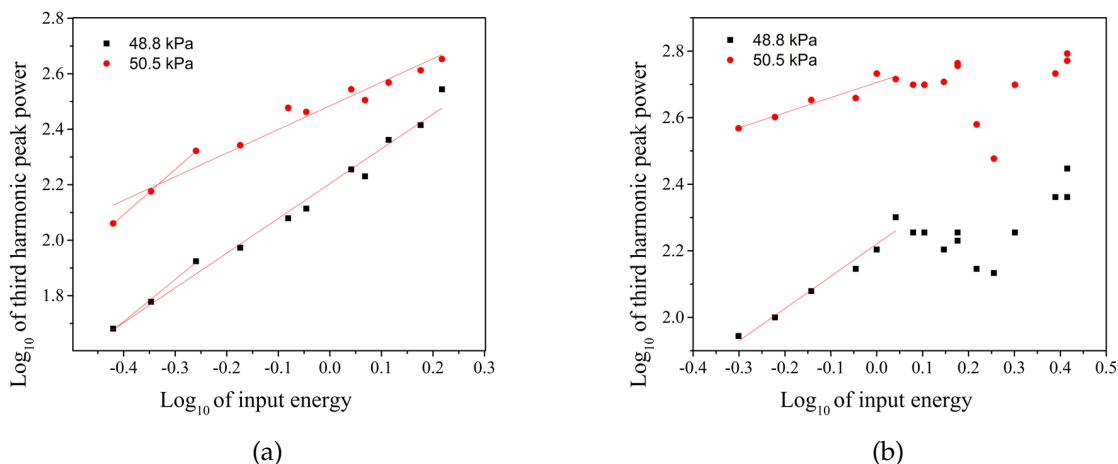 48.8 kPa
50.5 kPa
Log10 of third harmonic peak power
2.8
2.6
2.4
2.2
2.0
1.8
-0.4 -0.3 -0.2 -0.1 0.0 0.1 0.2 0.3
Log10 of input energy
(a)
48.8 kPa
50.5 kPa
Log10 of third harmonic peak power
2.8
2.6
2.4
2.2
2.0
-0.4 -0.3 -0.2 -0.1 0.0 0.1 0.2 0.3 0.4 0.5
Log10 of input energy
(b)